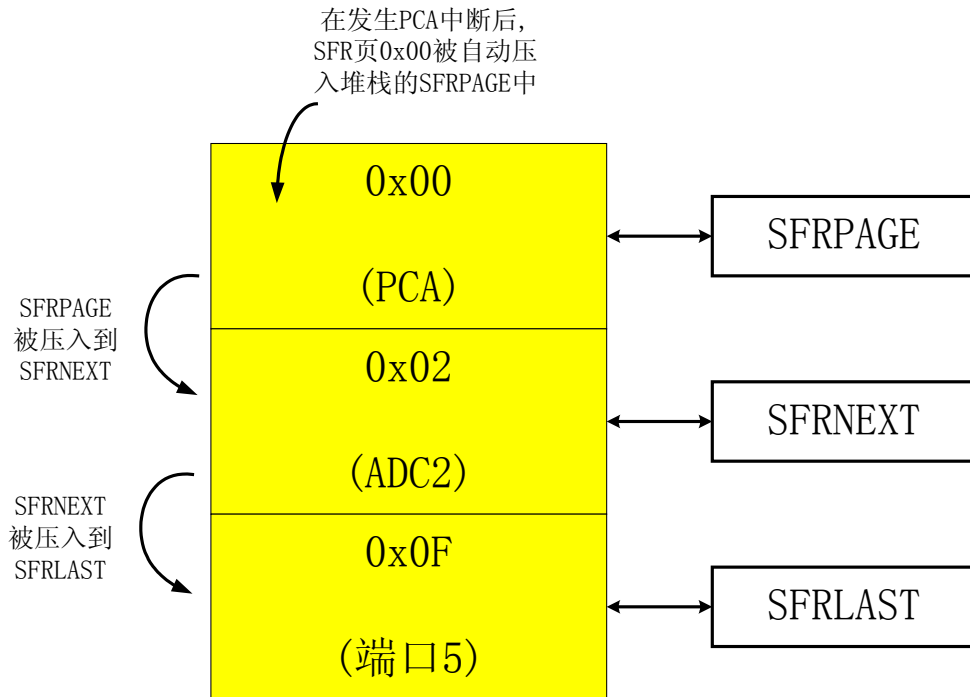 在发生PCA中断后,
SFR页0x00被自动压
入堆栈的SFRPAGE中
0x00
(PCA)
SFRPAGE
SFRPAGE
被压入到
SFRNEXT
0x02
(ADC2)
SFRNEXT
SFRNEXT
被压入到
SFRLAST
0x0F
(端口5)
SFRLAST